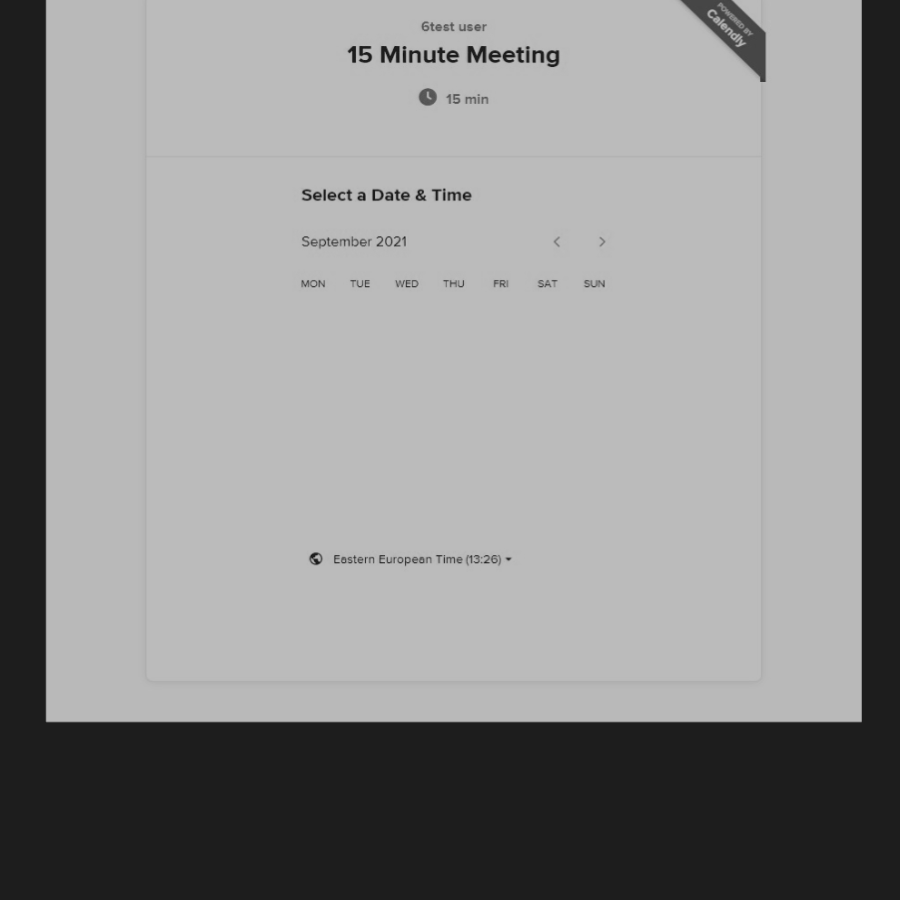 POWERED BY
Calendly
6test user
15 Minute Meeting
15 min
Select a Date & Time
September 2021
MON TUE WED THU FRI SAT SUN
Eastern European Time (13:26)